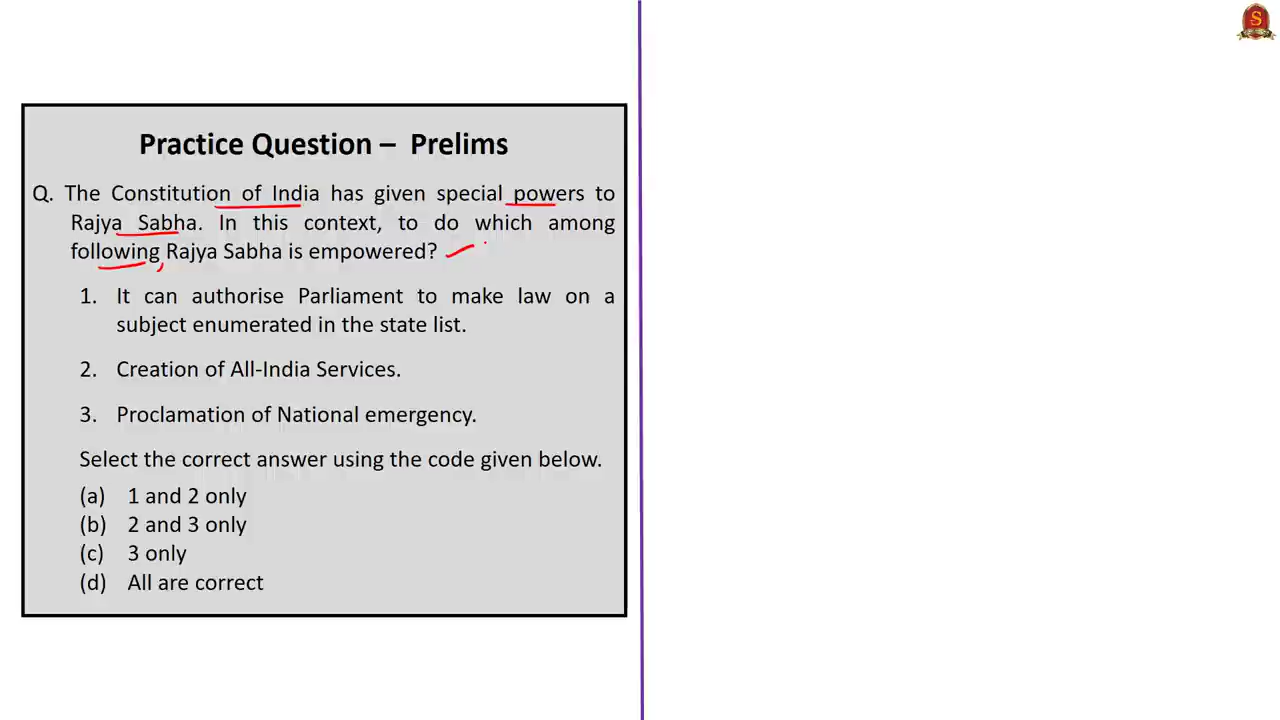 Practice Question – Prelims
Q. The Constitution of India has given special powers to
Rajya Sabha. In this context, to do which among
following, Rajya Sabha is empowered?
1. It can authorise Parliament to make law on a
subject enumerated in the state list.
2. Creation of All-India Services.
3. Proclamation of National emergency.
Select the correct answer using the code given below.
(a) 1 and 2 only
(b) 2 and 3 only
(c) 3 only
(d) All are correct
S